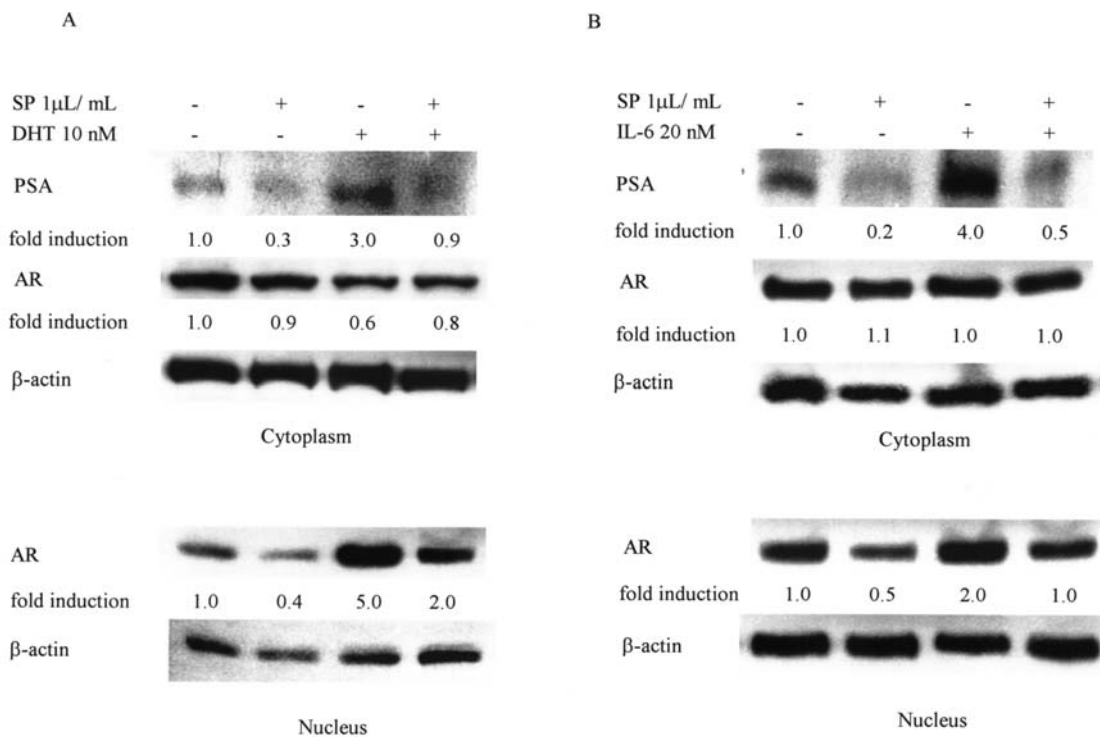 A
SP 1μL/ mL - + - +
DHT 10 nM - - + +
PSA
fold induction 1.0 0.3 3.0 0.9
AR
fold induction 1.0 0.9 0.6 0.8
β-actin
Cytoplasm
AR
fold induction 1.0 0.4 5.0 2.0
β-actin
Nucleus
B
SP 1μL/ mL - + - +
IL-6 20 nM - - + +
PSA
fold induction 1.0 0.2 4.0 0.5
AR
fold induction 1.0 1.1 1.0 1.0
β-actin
Cytoplasm
AR
fold induction 1.0 0.5 2.0 1.0
β-actin
Nucleus